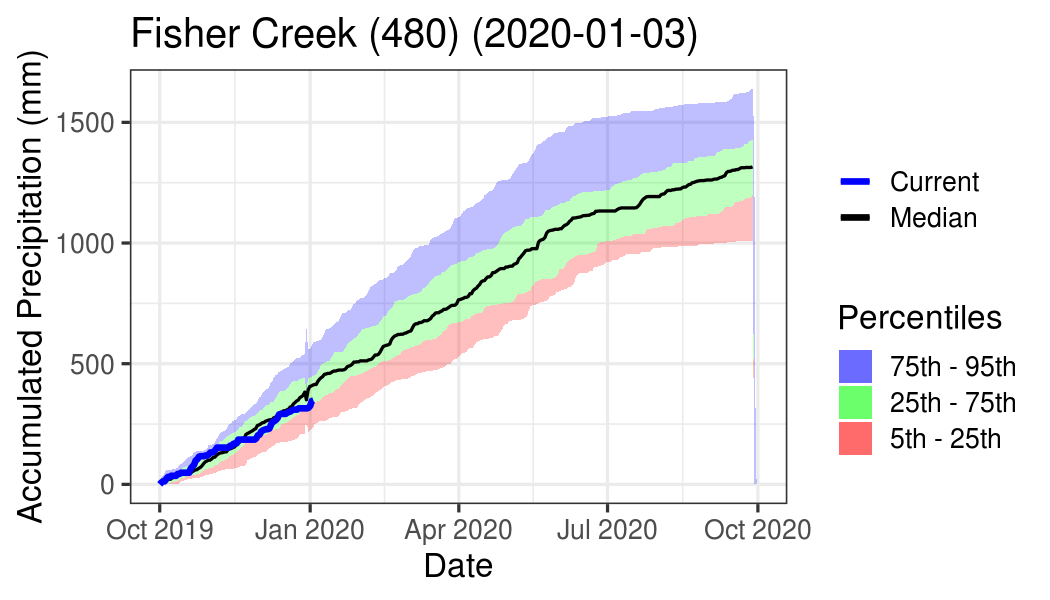 Fisher Creek (480) (2020-01-03)
Accumulated Precipitation (mm)
1500
1000
500
0
Oct 2019
Jan 2020
Apr 2020
Jul 2020
Oct 2020
Date
Current
Median
Percentiles
75th - 95th
25th - 75th
5th - 25th